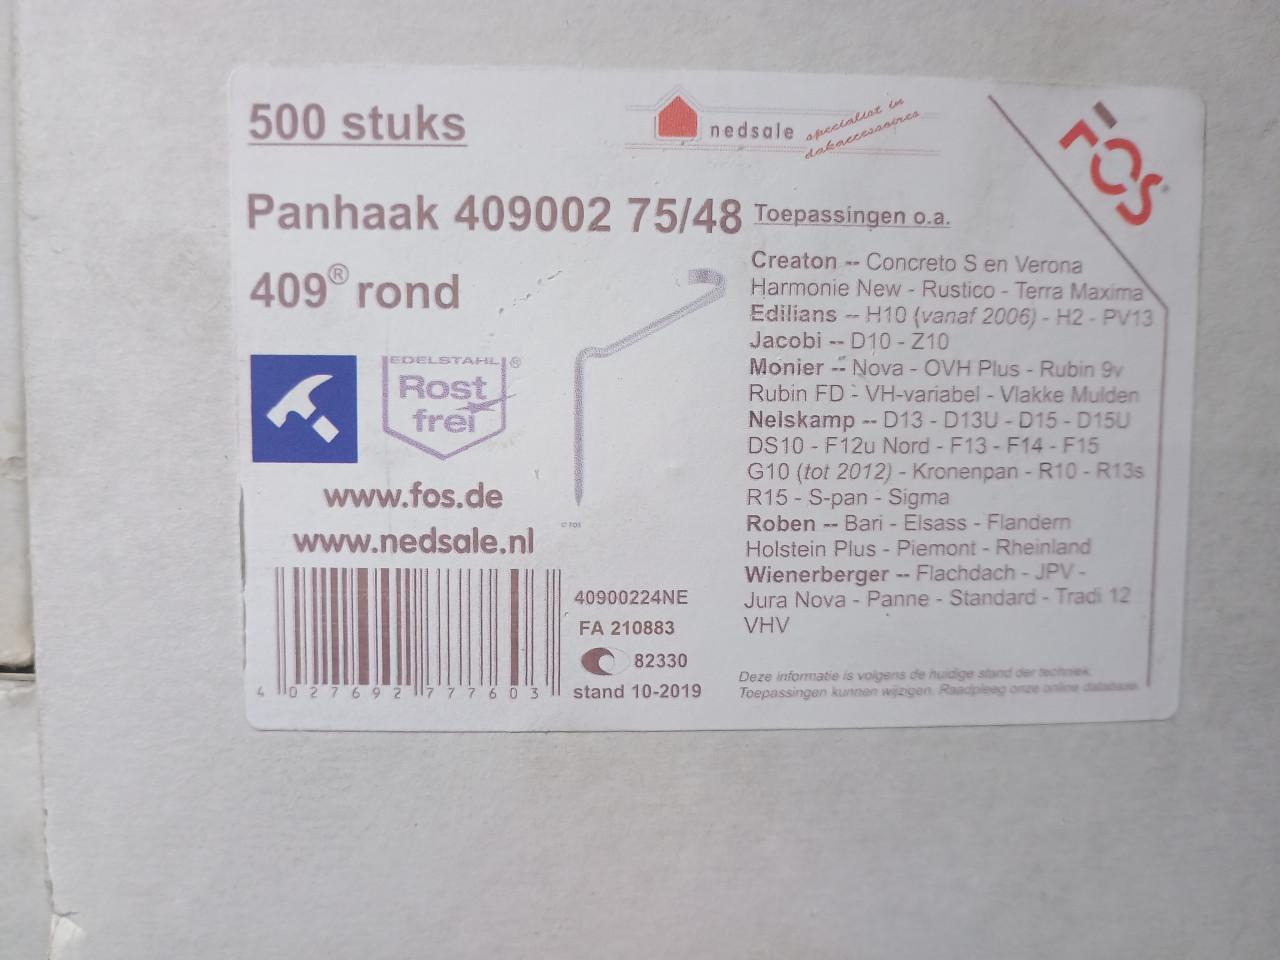 500 stuks
nedsale specialist in
dakaccessoires
FOS®
Panhaak 409002 75/48
409® rond
EDELSTAHL ®
Rost
frei
© FOS
www.fos.de
www.nedsale.nl
4 027692 777603
40900224NE
FA 210883
82330
stand 10-2019
Toepassingen o.a.
Creaton -- Concreto S en Verona
Harmonie New - Rustico - Terra Maxima
Edilians -- H10 (vanaf 2006) - H2 - PV13
Jacobi -- D10 - Z10
Monier -- Nova - OVH Plus - Rubin 9v
Rubin FD - VH-variabel - Vlakke Mulden
Nelskamp -- D13 - D13U - D15 - D15U
DS10 - F12u Nord - F13 - F14 - F15
G10 (tot 2012) - Kronenpan - R10 - R13s
R15 - S-pan - Sigma
Roben -- Bari - Elsass - Flandern
Holstein Plus - Piemont - Rheinland
Wienerberger -- Flachdach - JPV -
Jura Nova - Panne - Standard - Tradi 12
VHV
Deze informatie is volgens de huidige stand der techniek.
Toepassingen kunnen wijzigen. Raadpleeg onze online database.